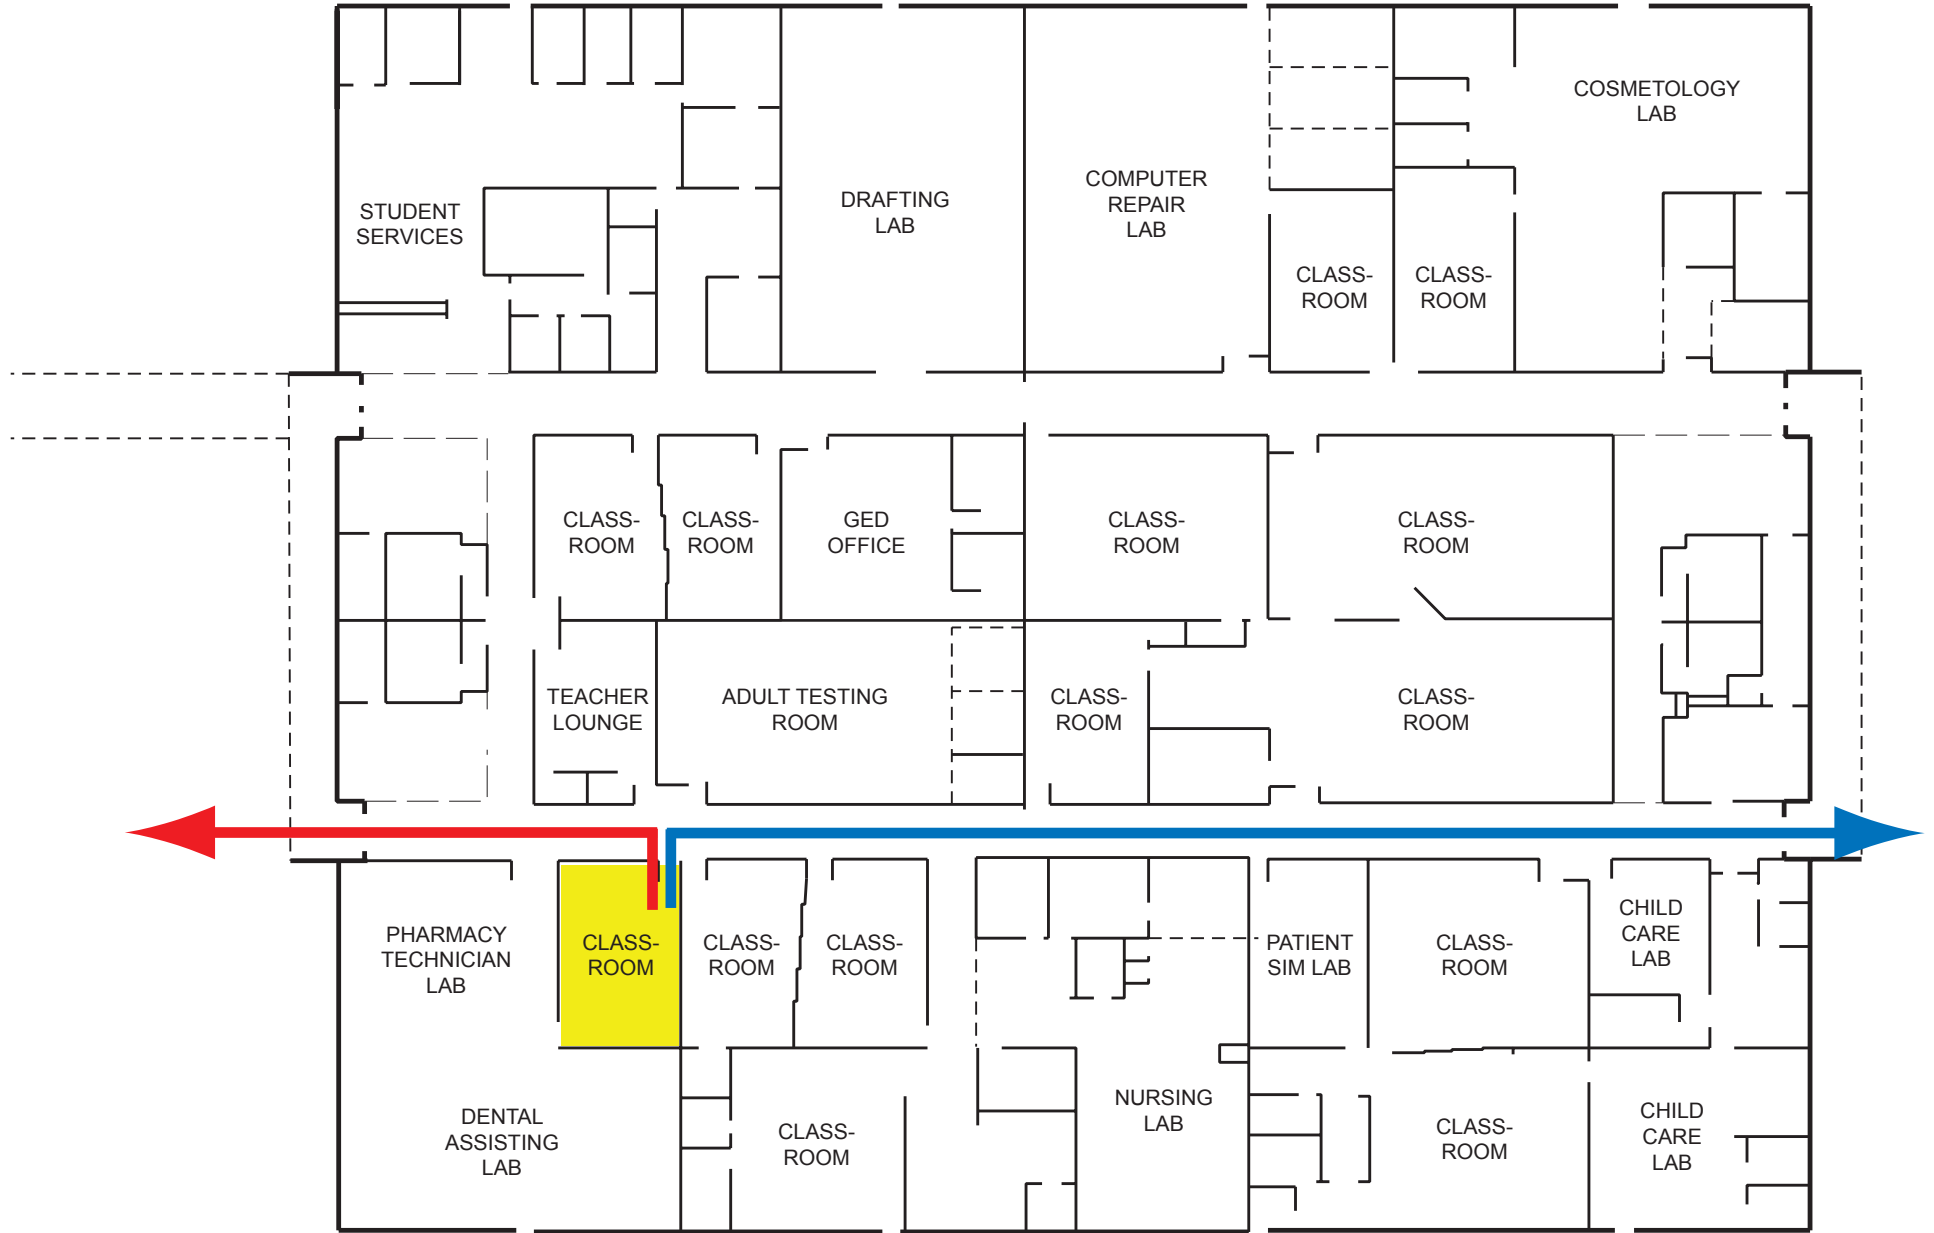 COSMETOLOGY
LAB
STUDENT
SERVICES
DRAFTING
LAB
COMPUTER
REPAIR
LAB
CLASS-
ROOM
CLASS-
ROOM
CLASS-
ROOM
CLASS-
ROOM
GED
OFFICE
CLASS-
ROOM
CLASS-
ROOM
TEACHER
LOUNGE
ADULT TESTING
ROOM
CLASS-
ROOM
CLASS-
ROOM
PHARMACY
TECHNICIAN
LAB
CLASS-
ROOM
CLASS-
ROOM
CLASS-
ROOM
PATIENT
SIM LAB
CLASS-
ROOM
CHILD
CARE
LAB
DENTAL
ASSISTING
LAB
CLASS-
ROOM
NURSING
LAB
CLASS-
ROOM
CHILD
CARE
LAB